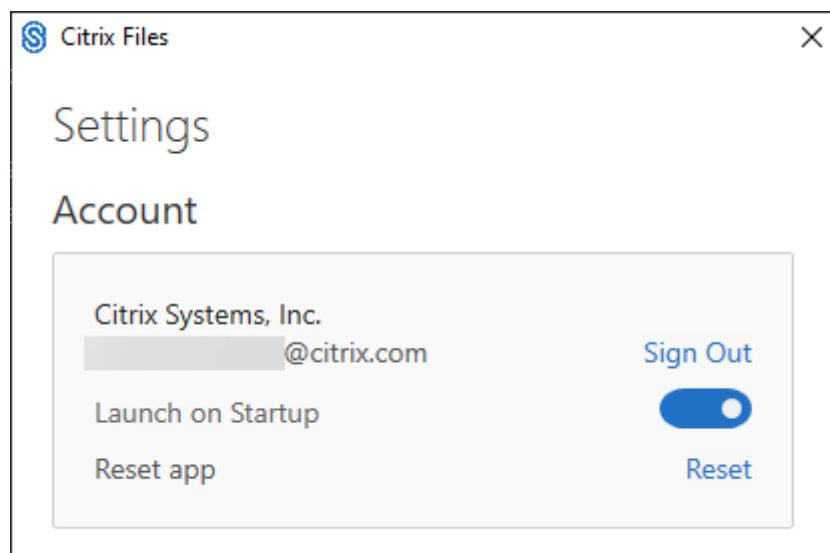 Citrix Files
Settings
Account
Citrix Systems, Inc.
@citrix.com
Sign Out
Launch on Startup
Reset app
Reset